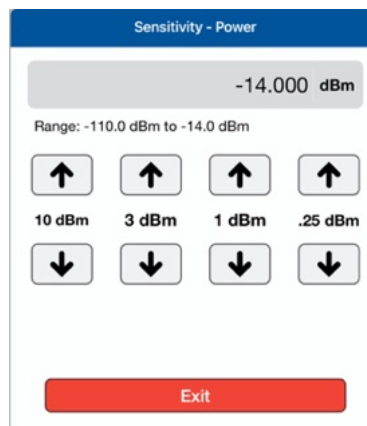 Sensitivity - Power
-14.000 dBm
Range: -110.0 dBm to -14.0 dBm
10 dBm 3 dBm 1 dBm .25 dBm
Exit